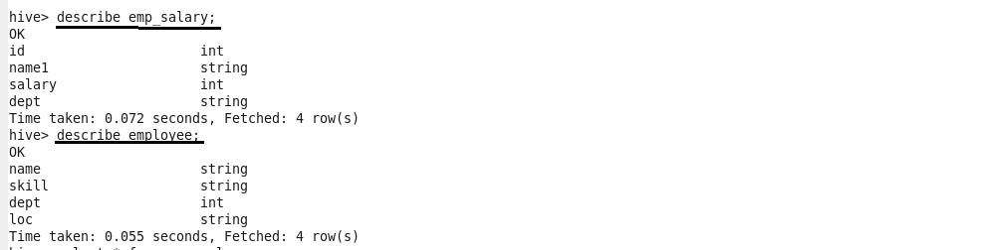 hive> describe emp_salary;
OK
id int
name1 string
salary int
dept string
Time taken: 0.072 seconds, Fetched: 4 row(s)
hive> describe employee;
OK
name string
skill string
dept int
loc string
Time taken: 0.055 seconds, Fetched: 4 row(s)